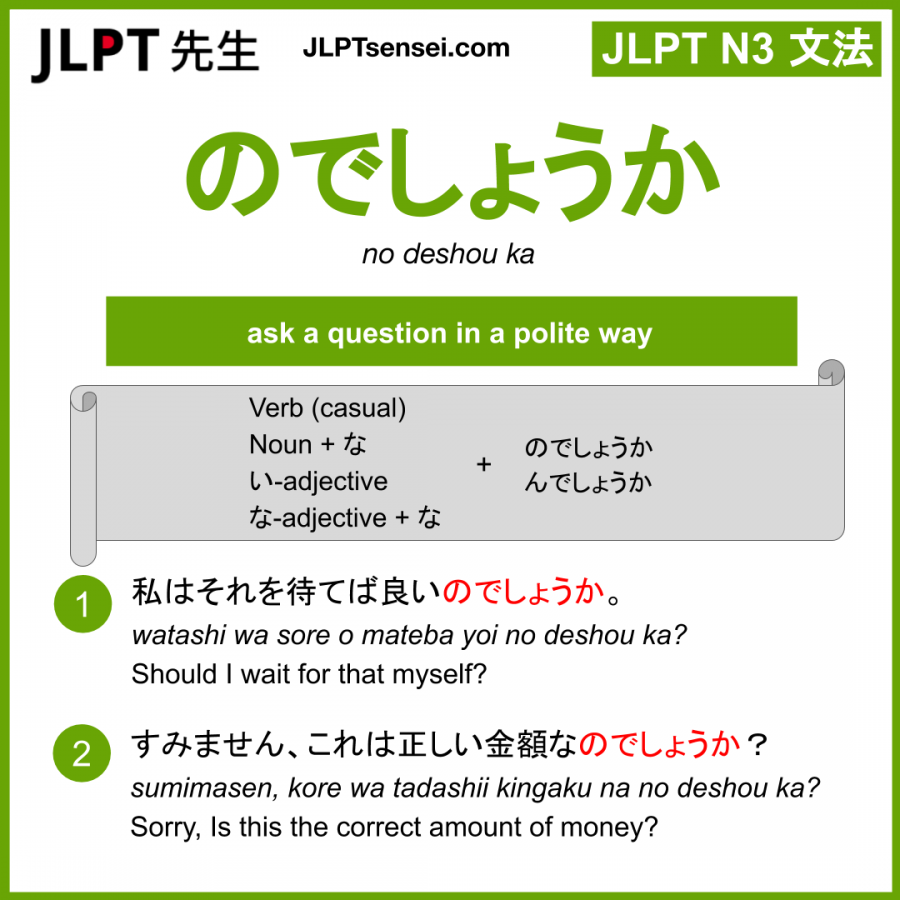 JLPT 先生
JLPTsensei.com
JLPT N3 文法
のでしょうか
no deshou ka
ask a question in a polite way
Verb (casual)
Noun + な
い-adjective
な-adjective + な
+
のでしょうか
んでしょうか
1
私はそれを待てば良いのでしょうか。
watashi wa sore o mateba yoi no deshou ka?
Should I wait for that myself?
2
すみません、これは正しい金額なのでしょうか？
sumimasen, kore wa tadashii kingaku na no deshou ka?
Sorry, Is this the correct amount of money?